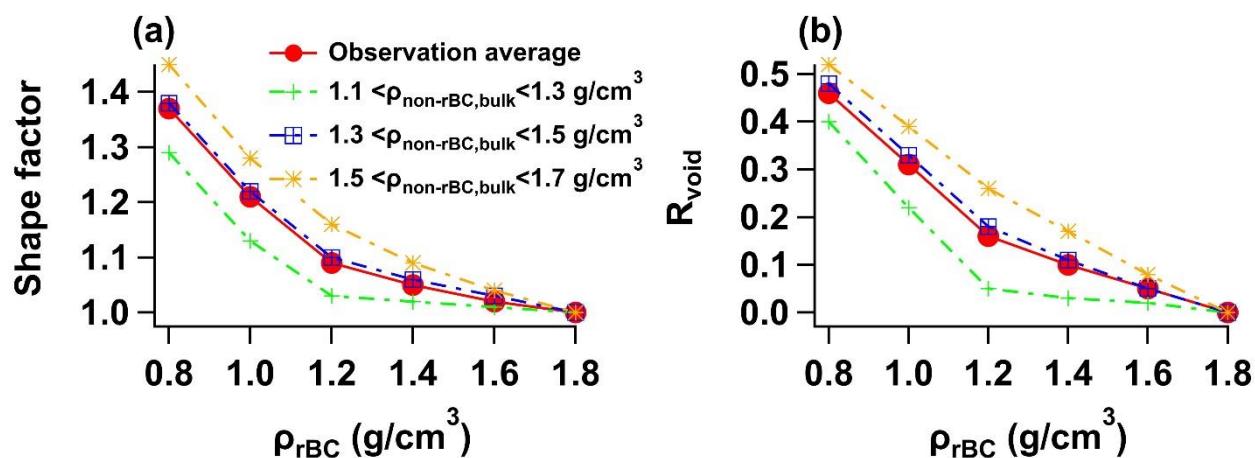 (a)
Observation average
1.1 <ρnon-rBC,bulk<1.3 g/cm3
1.3 <ρnon-rBC,bulk<1.5 g/cm3
1.5 <ρnon-rBC,bulk<1.7 g/cm3
Shape factor
1.4
1.3
1.2
1.1
1.0
0.8 1.0 1.2 1.4 1.6 1.8
ρrBC (g/cm3)
(b)
Rvoid
0.5
0.4
0.3
0.2
0.1
0.0
0.8 1.0 1.2 1.4 1.6 1.8
ρrBC (g/cm3)